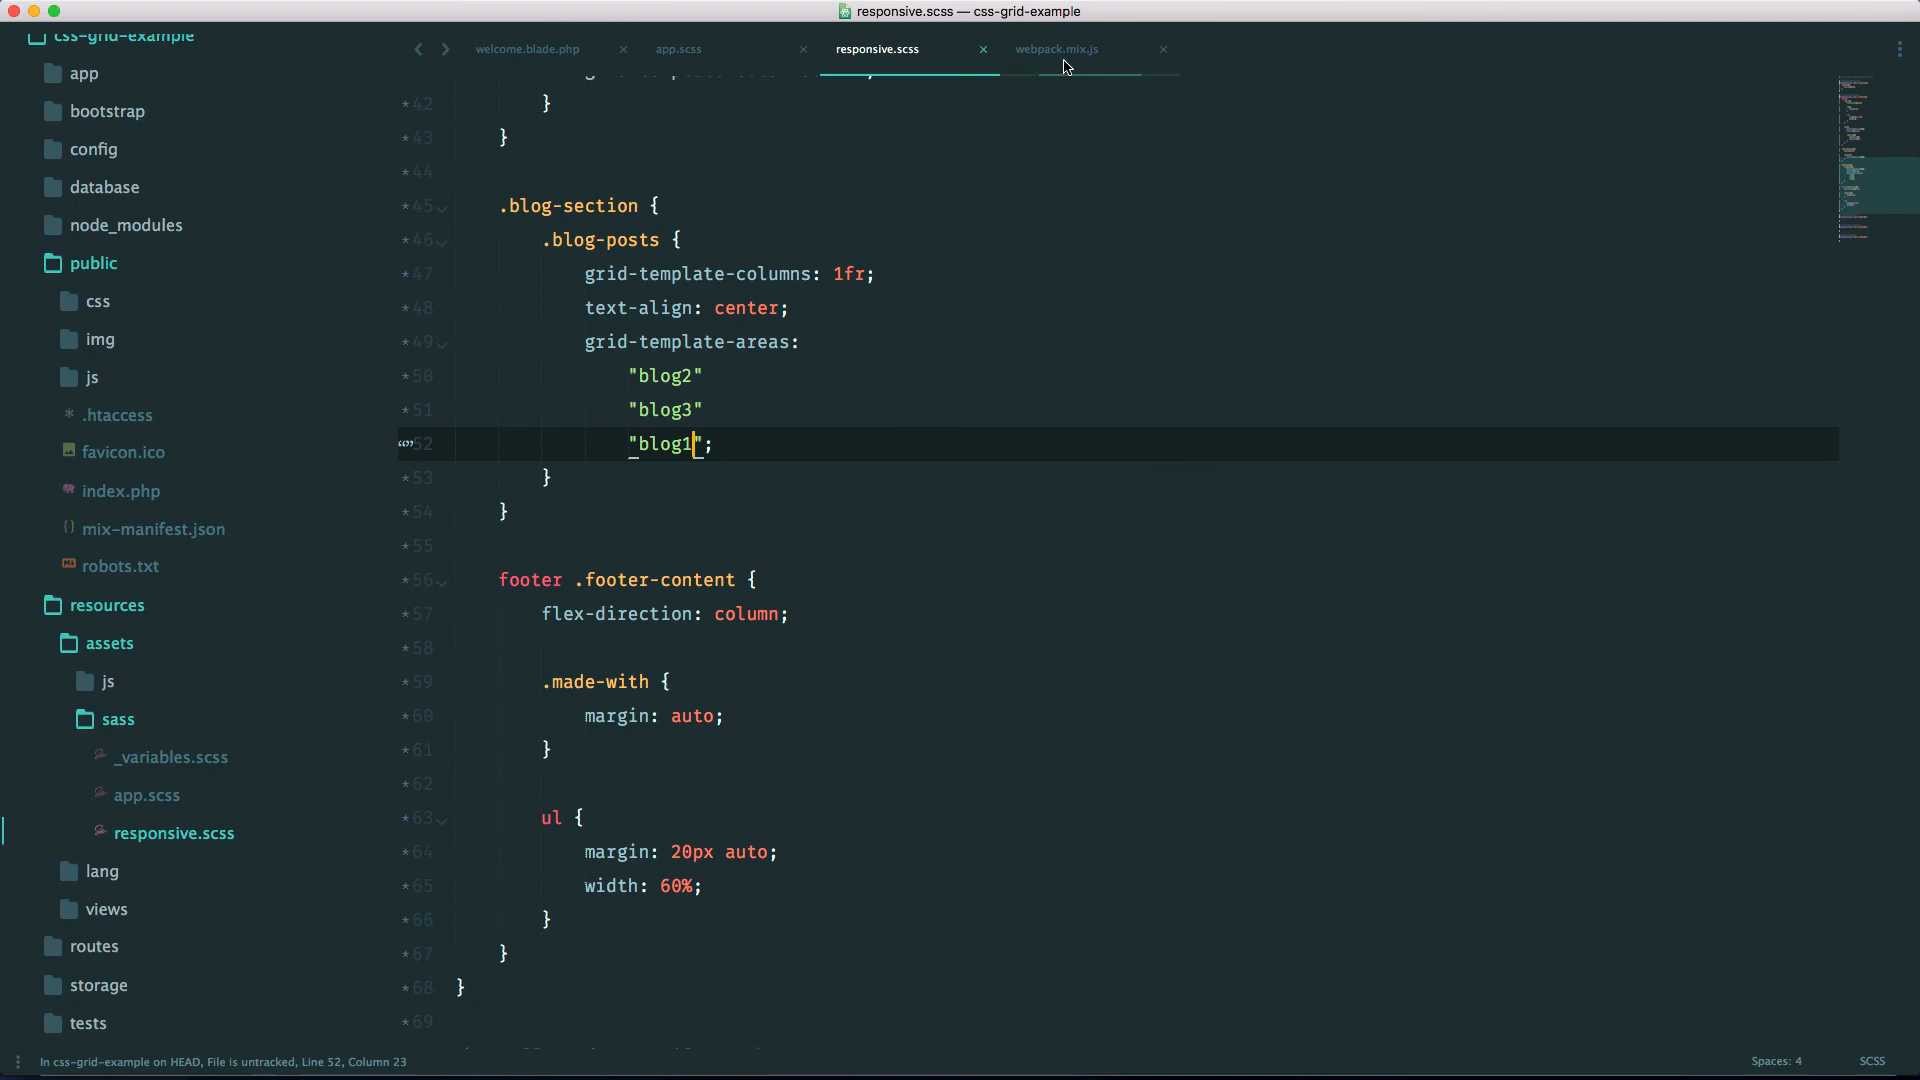 responsive.scss — css-grid-example
css-grid-example
app
bootstrap
config
database
node_modules
public
css
img
js
.htaccess
favicon.ico
index.php
mix-manifest.json
robots.txt
resources
assets
js
sass
_variables.scss
app.scss
responsive.scss
lang
views
routes
storage
tests
welcome.blade.php
app.scss
responsive.scss
webpack.mix.js
42 }
43 }
44
45 .blog-section {
46 .blog-posts {
47 grid-template-columns: 1fr;
48 text-align: center;
49 grid-template-areas:
50 "blog2"
51 "blog3"
52 "blog1";
53 }
54 }
55
56 footer .footer-content {
57 flex-direction: column;
58
59 .made-with {
60 margin: auto;
61 }
62
63 ul {
64 margin: 20px auto;
65 width: 60%;
66 }
67 }
68 }
69
In css-grid-example on HEAD, File is untracked, Line 52, Column 23
Spaces: 4
SCSS